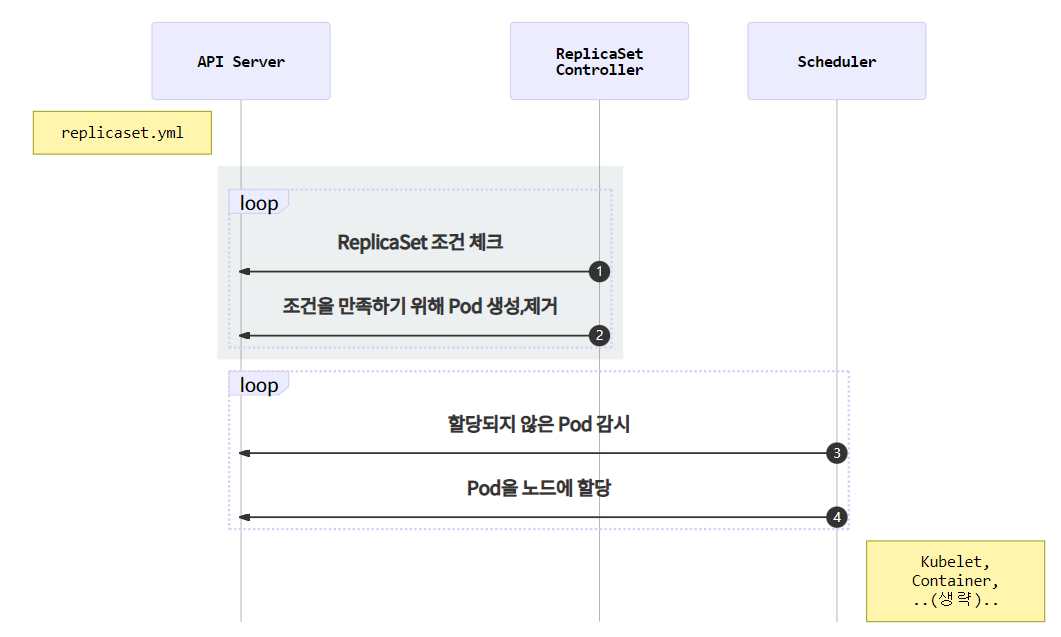 API Server
ReplicaSet
Controller
Scheduler
replicaset.yml
loop
ReplicaSet 조건 체크
1
조건을 만족하기 위해 Pod 생성,제거
2
loop
할당되지 않은 Pod 감시
3
Pod을 노드에 할당
4
Kubelet,
Container,
..(생략)..